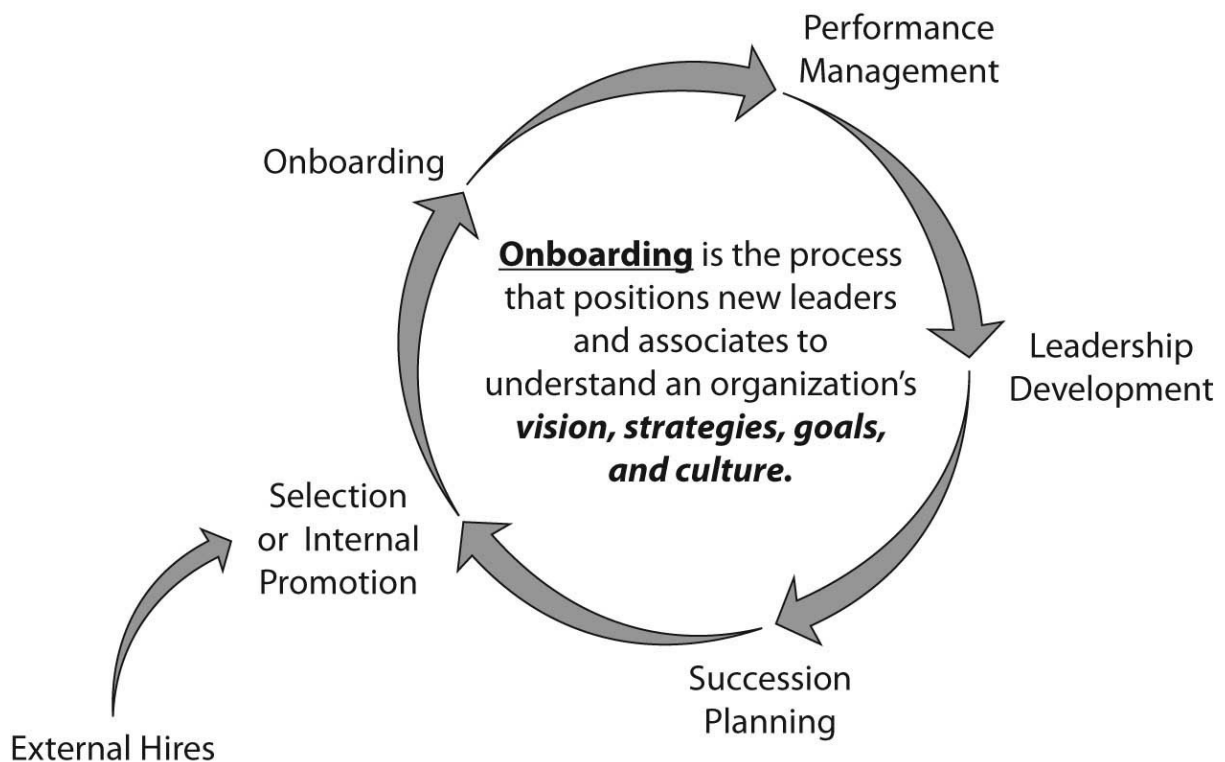 Performance
Management
Onboarding
Onboarding is the process
that positions new leaders
and associates to
understand an organization’s
vision, strategies, goals,
and culture.
Leadership
Development
Selection
or Internal
Promotion
Succession
Planning
External Hires